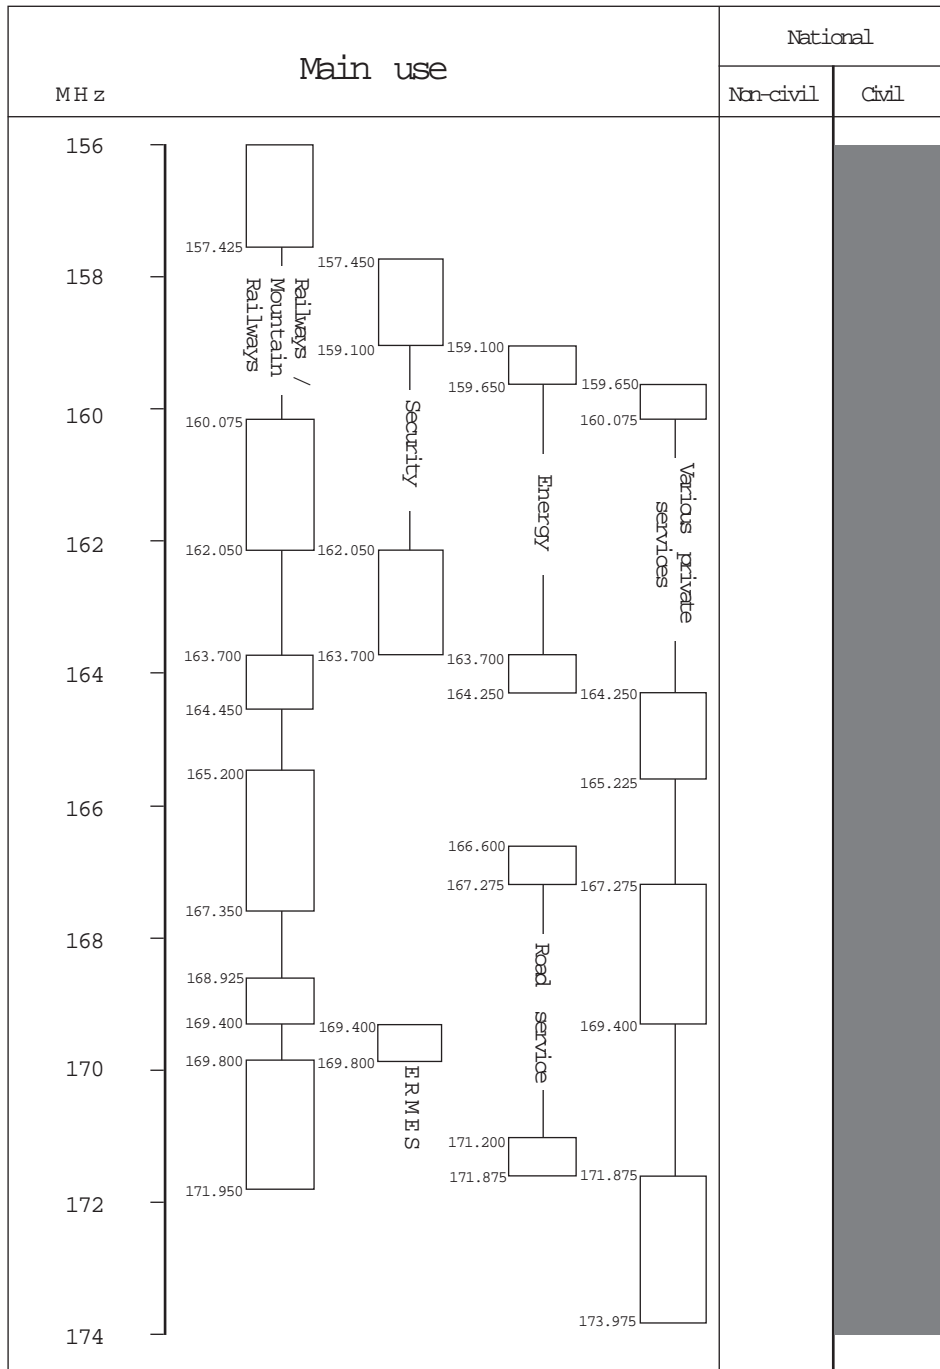 National
Main use
MHz
Non-civil Civil
156
157.425
157.450
158
Railways /
Mountain
Railways
159.100 159.100
159.650 159.650
160
160.075 160.075
Security
Energy
Various private
services
162
162.050 162.050
163.700 163.700 163.700
164
164.250 164.250
164.450
165.200
165.225
166
166.600
167.275 167.275
167.350
168
168.925
Road service
169.400 169.400 169.400
169.800 169.800
170
ERMES
171.200
171.875 171.875
171.950
172
173.975
174